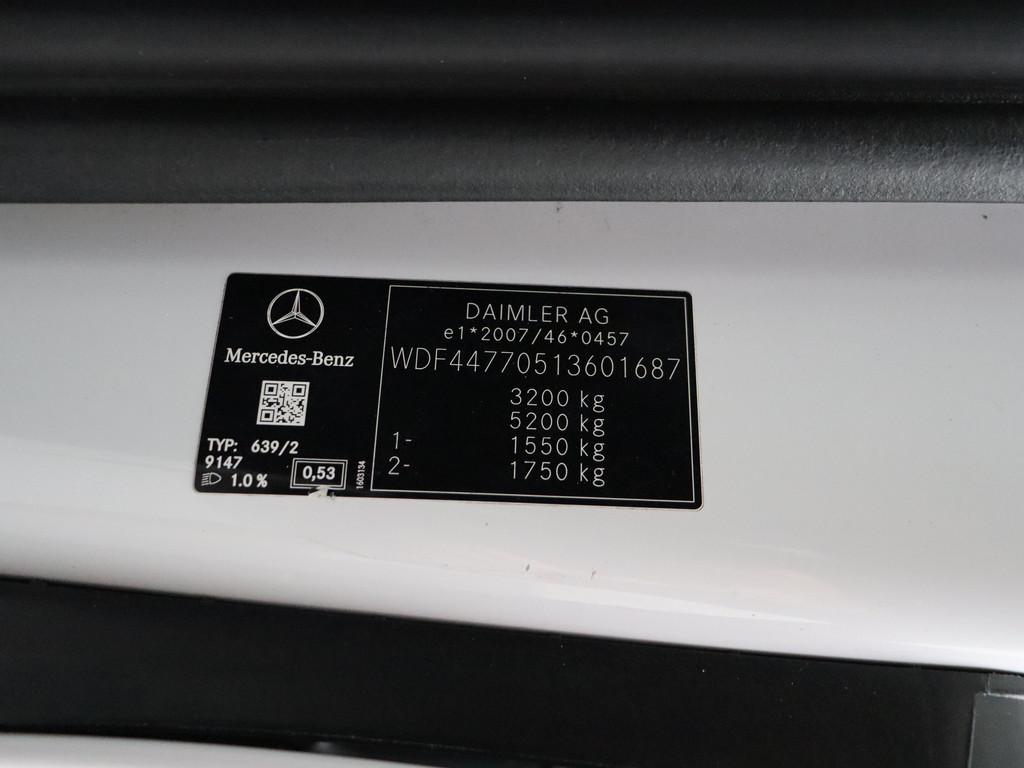 Mercedes-Benz
TYP: 639/2
9147
1.0 %
0,53
1603134
DAIMLER AG
e1*2007/46*0457
WDF44770513601687
3200 kg
5200 kg
1- 1550 kg
2- 1750 kg